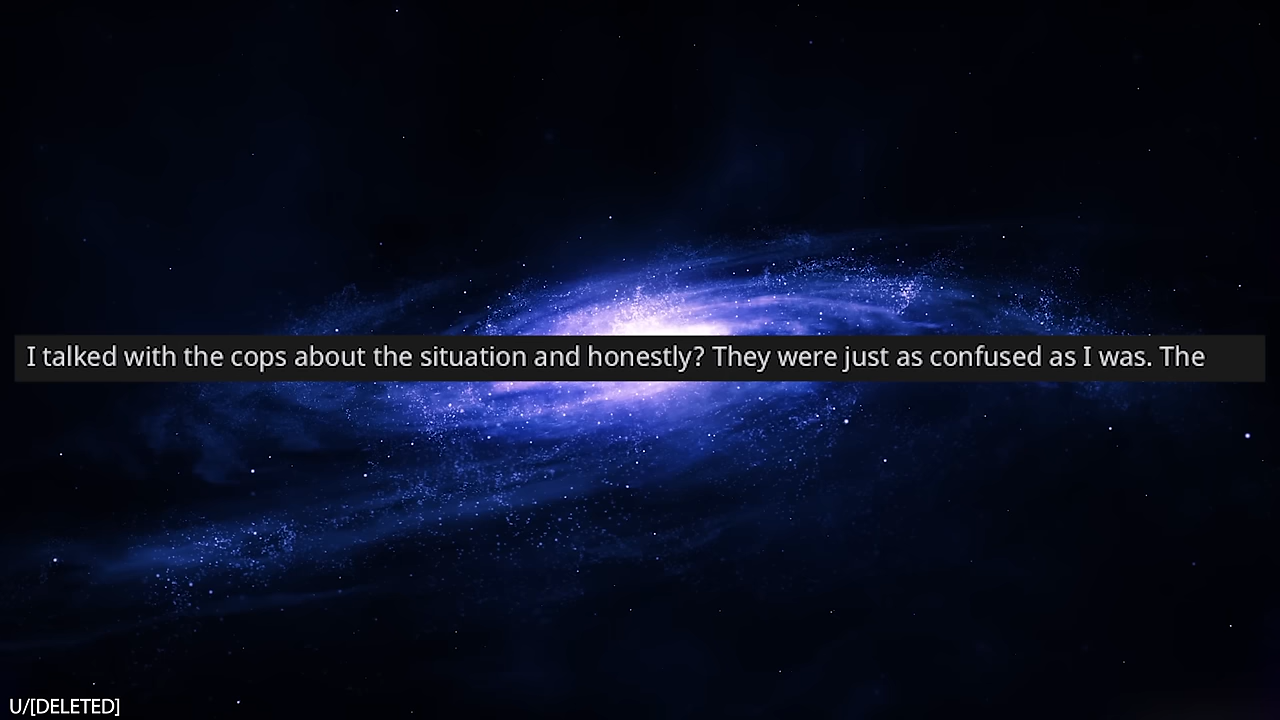 I talked with the cops about the situation and honestly? They were just as confused as I was. The
U/[DELETED]